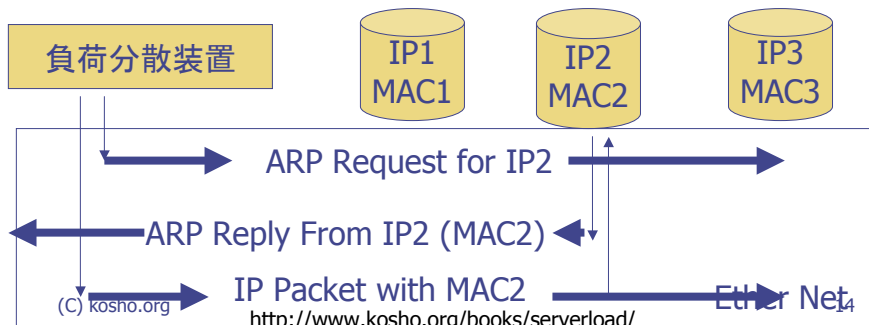 負荷分散装置
IP1
MAC1
IP2
MAC2
IP3
MAC3
ARP Request for IP2
ARP Reply From IP2 (MAC2)
IP Packet with MAC2
Ether Net
(C) kosho.org
http://www.kosho.org/books/serverload/
14